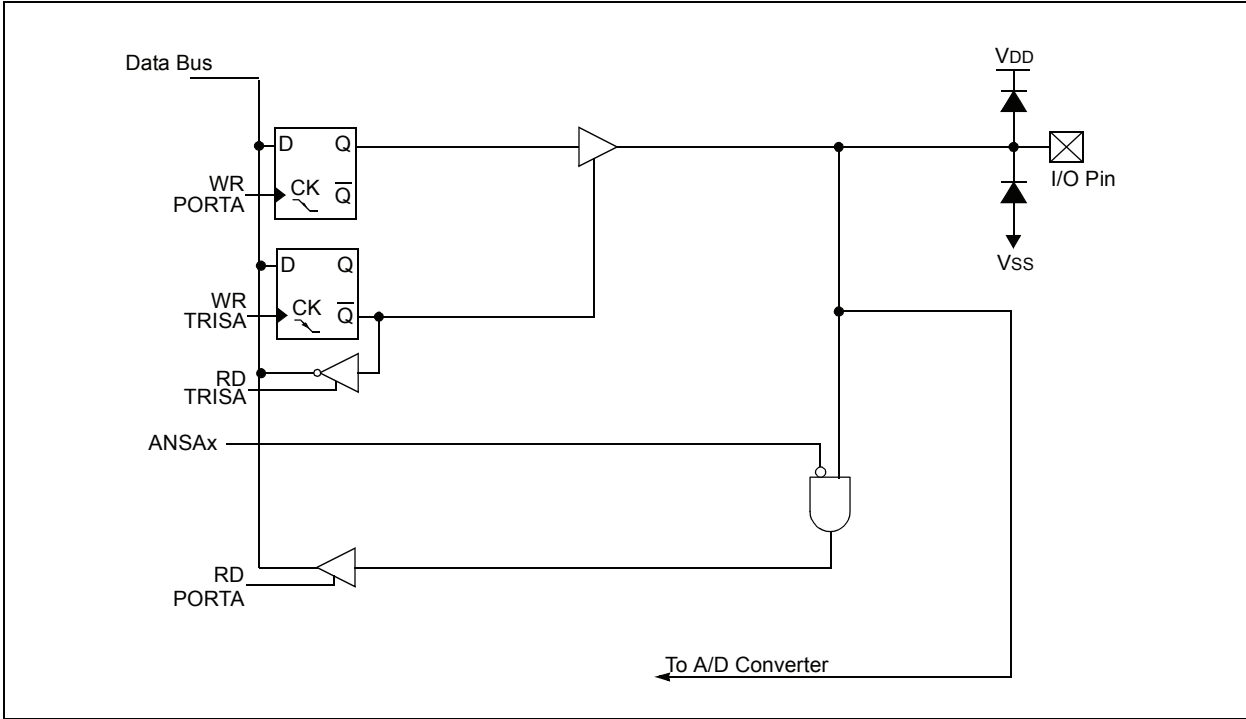 Data Bus
VDD
D Q
WR
PORTA
CK Q
I/O Pin
VSS
D Q
WR
TRISA
CK Q
RD
TRISA
ANSAx
RD
PORTA
To A/D Converter